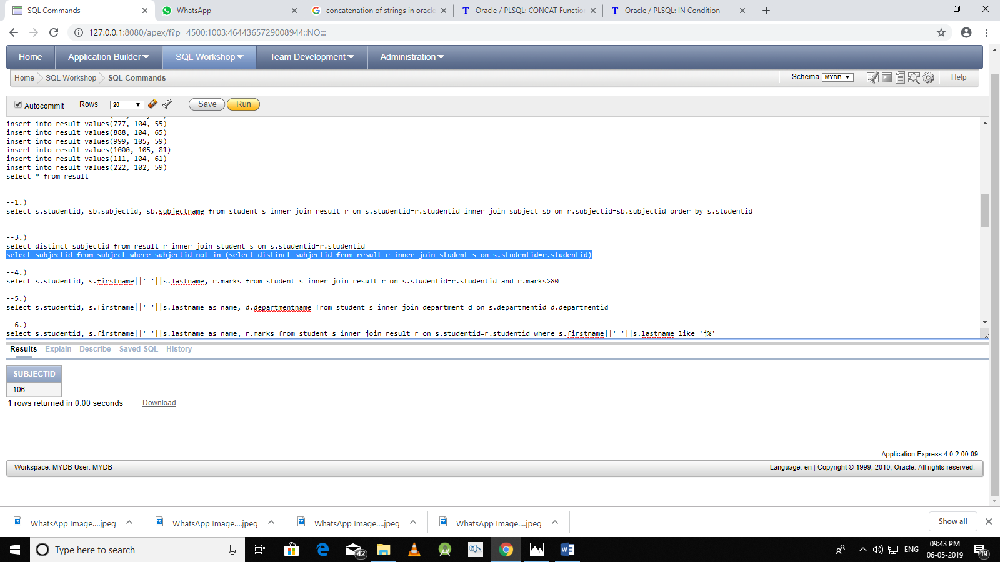 SQL Commands
WhatsApp
concatenation of strings in oracle
Oracle / PLSQL: CONCAT Functio
Oracle / PLSQL: IN Condition
127.0.0.1:8080/apex/f?p=4500:1003:4644365729008944::NO:::
Home Application Builder SQL Workshop Team Development Administration
Home SQL Workshop SQL Commands
Schema MYDB Help
Autocommit Rows 20 Save Run
insert into result values(777, 104, 55)
insert into result values(888, 104, 65)
insert into result values(999, 105, 59)
insert into result values(1000, 105, 81)
insert into result values(111, 104, 61)
insert into result values(222, 102, 59)
select * from result
--1.)
select s.studentid, sb.subjectid, sb.subjectname from student s inner join result r on s.studentid=r.studentid inner join subject sb on r.subjectid=sb.subjectid order by s.studentid
--3.)
select distinct subjectid from result r inner join student s on s.studentid=r.studentid
select subjectid from subject where subjectid not in (select distinct subjectid from result r inner join student s on s.studentid=r.studentid)
--4.)
select s.studentid, s.firstname||' '||s.lastname, r.marks from student s inner join result r on s.studentid=r.studentid and r.marks>80
--5.)
select s.studentid, s.firstname||' '||s.lastname as name, d.departmentname from student s inner join department d on s.departmentid=d.departmentid
--6.)
select s.studentid, s.firstname||' '||s.lastname as name, r.marks from student s inner join result r on s.studentid=r.studentid where s.firstname||' '||s.lastname like 'j%'
Results Explain Describe Saved SQL History
SUBJECTID
106
1 rows returned in 0.00 seconds Download
Application Express 4.0.2.00.09
Workspace: MYDB User: MYDB
Language: en | Copyright © 1999, 2010, Oracle. All rights reserved.
WhatsApp Image....jpeg WhatsApp Image....jpeg WhatsApp Image....jpeg WhatsApp Image....jpeg Show all
Type here to search
42
ENG
09:43 PM
06-05-2019
19